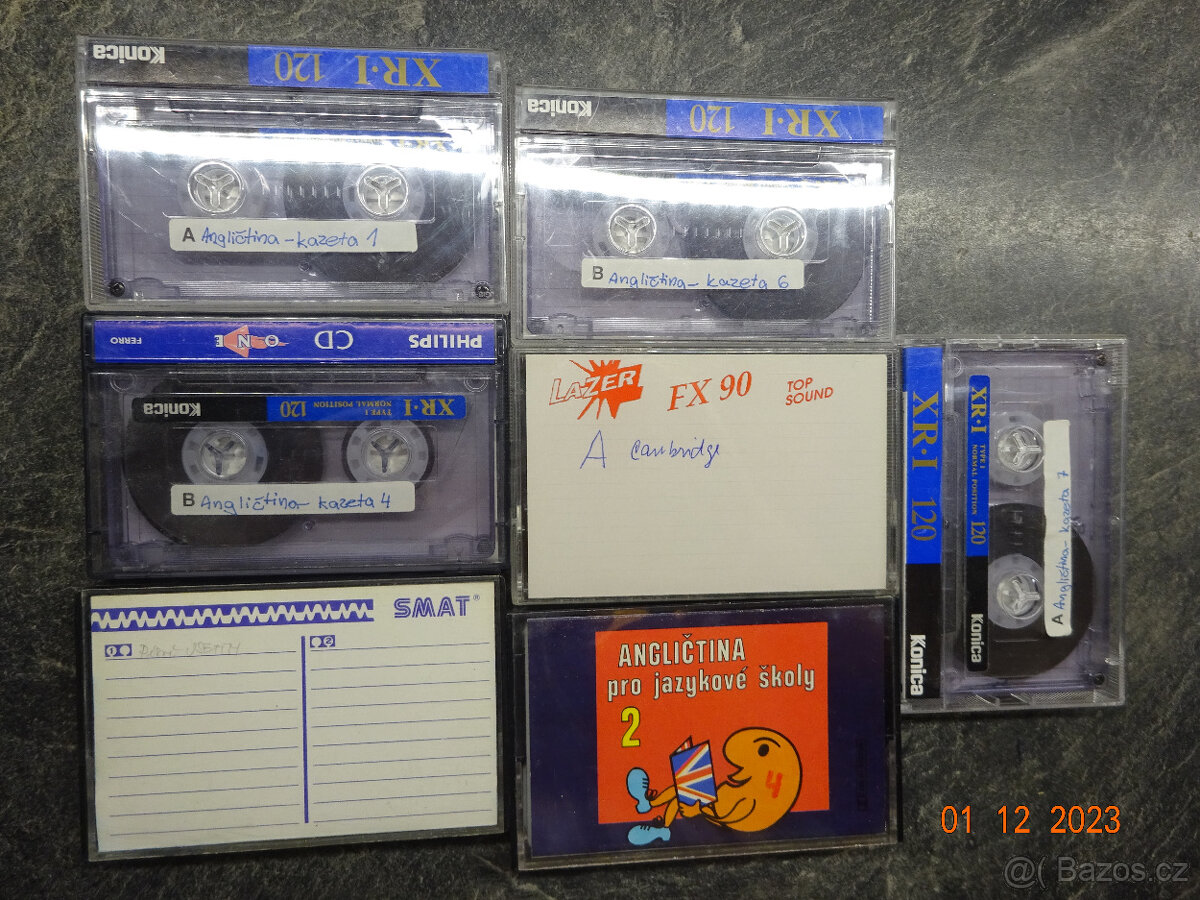 Konica XR·I 120
A Angličtina - kazeta 1
Konica XR·I 120
B Angličtina - kazeta 6
FERRO CD ONE PHILIPS
Konica XR·I 120
TYPE I
NORMAL POSITION
B Angličtina - kazeta 4
LAZER FX 90 TOP
SOUND
A Cambridge
XR·I 120 Konica
XR·I TYPE I NORMAL POSITION 120 Konica
A Angličtina - kazeta 7
SMAT®
1
2
ANGLIČTINA
pro jazykové školy
2
4
01 12 2023
@( Bazos.cz